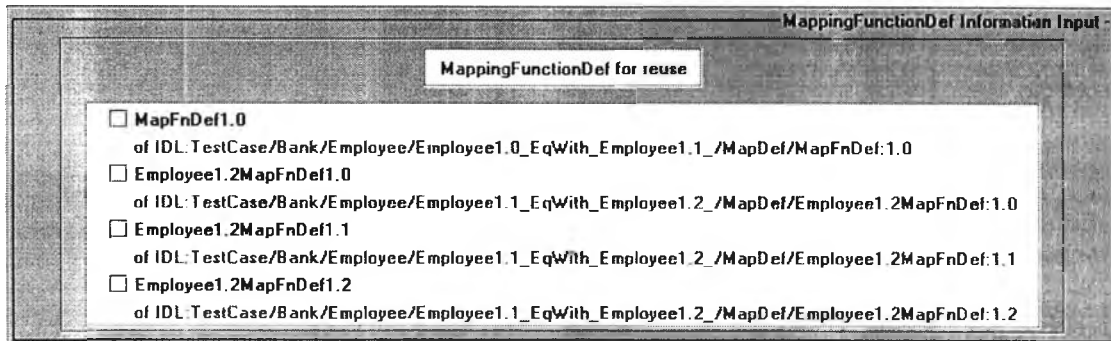 MappingFunctionDef Information Input
MappingFunctionDef for reuse
MapFnDef1.0
of IDL:TestCase/Bank/Employee/Employee1.0_EqWith_Employee1.1_/MapDef/MapFnDef:1.0
Employee1.2MapFnDef1.0
of IDL:TestCase/Bank/Employee/Employee1.1_EqWith_Employee1.2_/MapDef/Employee1.2MapFnDef:1.0
Employee1.2MapFnDef1.1
of IDL:TestCase/Bank/Employee/Employee1.1_EqWith_Employee1.2_/MapDef/Employee1.2MapFnDef:1.1
Employee1.2MapFnDef1.2
of IDL:TestCase/Bank/Employee/Employee1.1_EqWith_Employee1.2_/MapDef/Employee1.2MapFnDef:1.2